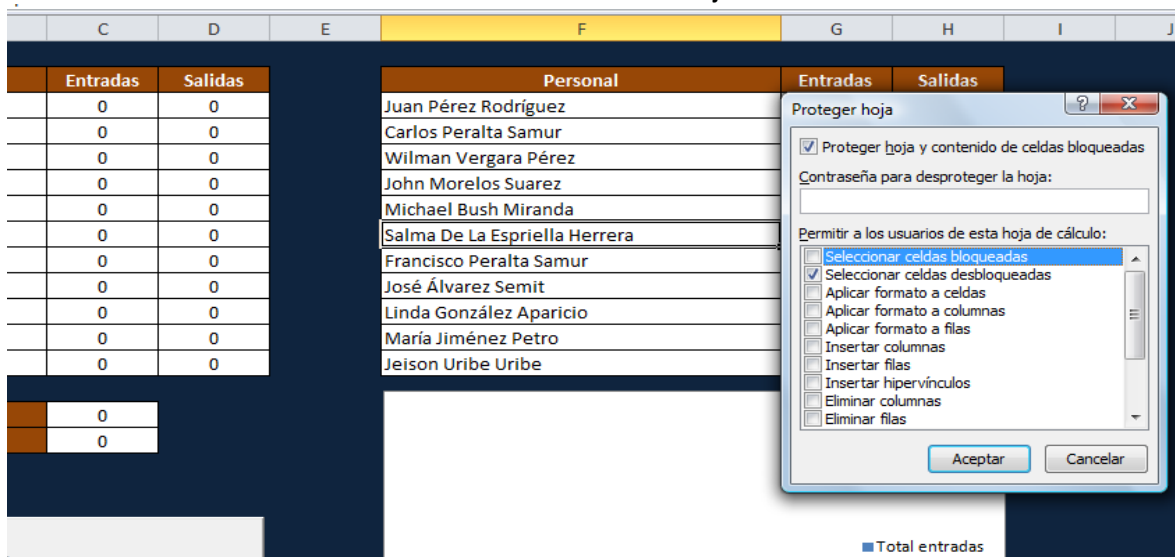 C D E F G H I J
Entradas Salidas Personal Entradas Salidas
0 0 Juan Pérez Rodríguez
0 0 Carlos Peralta Samur
0 0 Wilman Vergara Pérez
0 0 John Morelos Suarez
0 0 Michael Bush Miranda
0 0 Salma De La Espriella Herrera
0 0 Francisco Peralta Samur
0 0 José Álvarez Semit
0 0 Linda González Aparicio
0 0 María Jiménez Petro
0 0 Jeison Uribe Uribe
0
0
Total entradas
Proteger hoja
?
Proteger hoja y contenido de celdas bloqueadas
Contraseña para desproteger la hoja:
Permitir a los usuarios de esta hoja de cálculo:
Seleccionar celdas bloqueadas
Seleccionar celdas desbloqueadas
Aplicar formato a celdas
Aplicar formato a columnas
Aplicar formato a filas
Insertar columnas
Insertar filas
Insertar hipervínculos
Eliminar columnas
Eliminar filas
Aceptar Cancelar